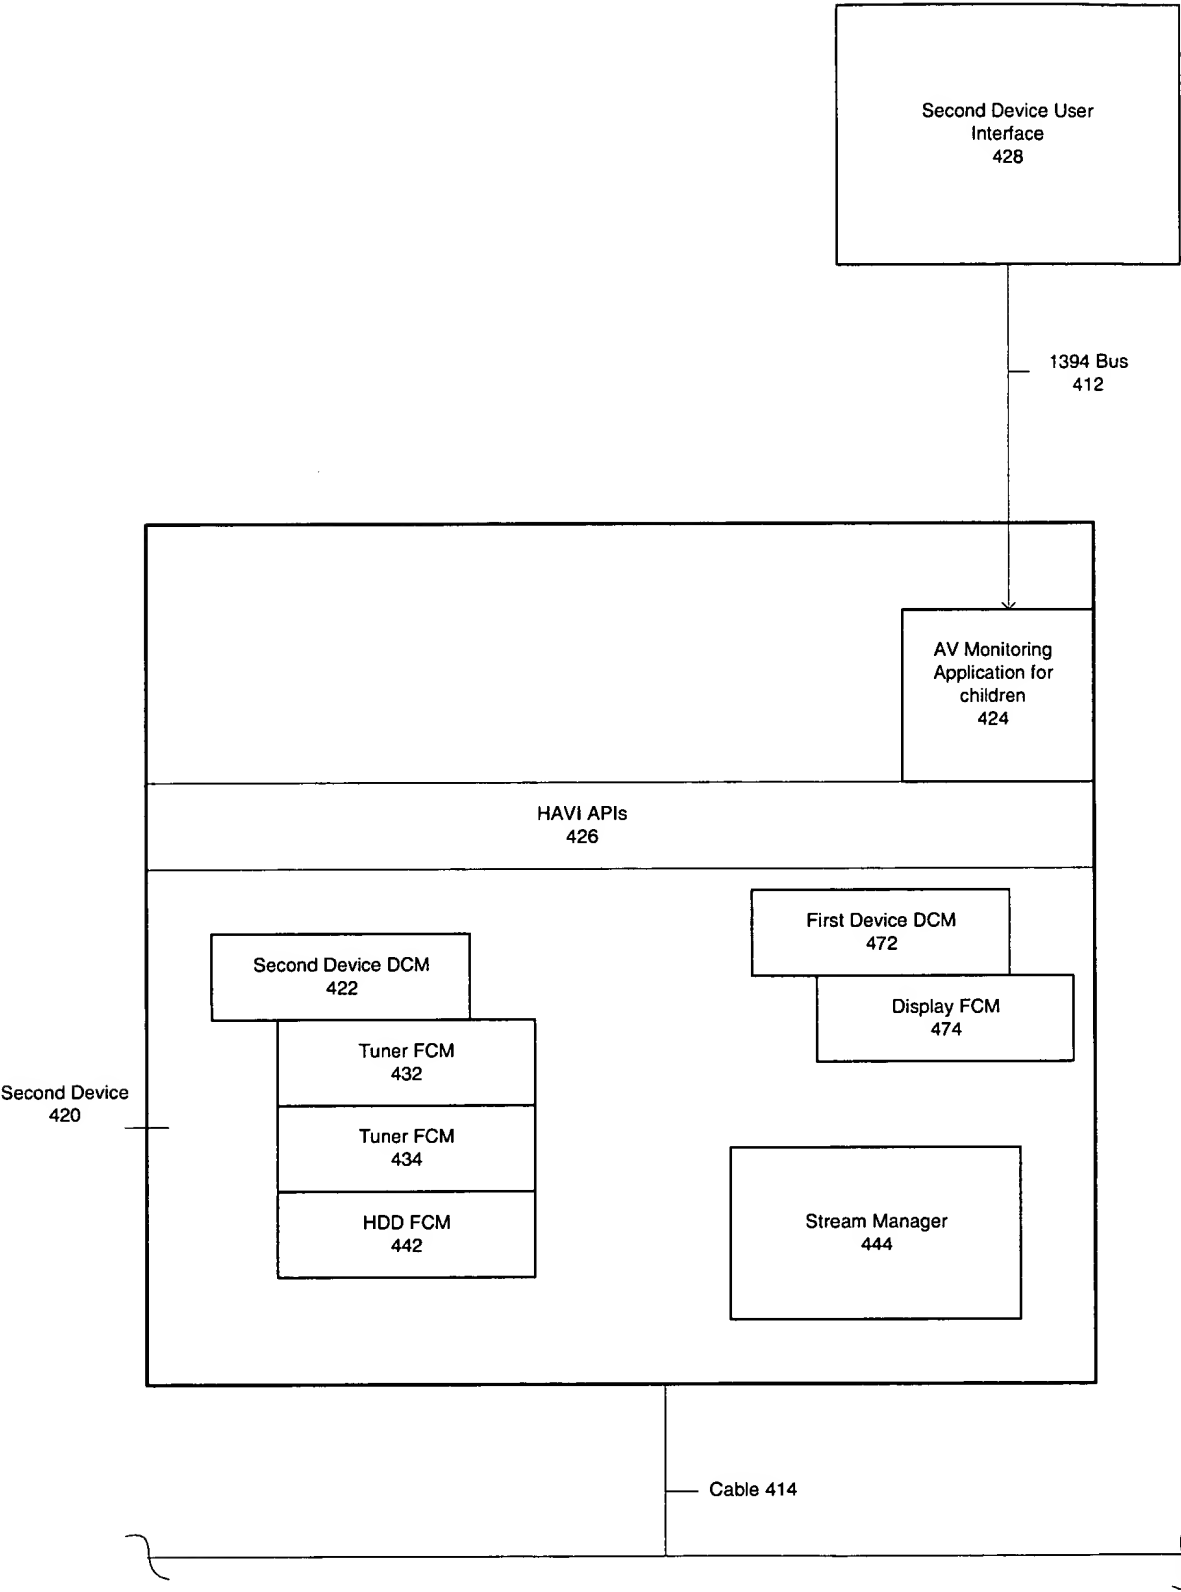 Second Device User
Interface
428
1394 Bus
412
AV Monitoring
Application for
children
424
HAVI APIs
426
First Device DCM
472
Second Device DCM
422
Display FCM
474
Tuner FCM
432
Second Device
420
Tuner FCM
434
HDD FCM
442
Stream Manager
444
Cable 414